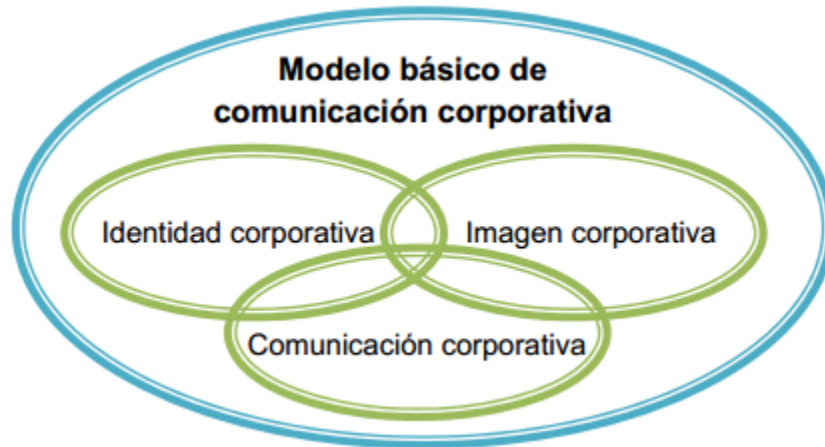 Modelo básico de
comunicación corporativa
Identidad corporativa
Imagen corporativa
Comunicación corporativa